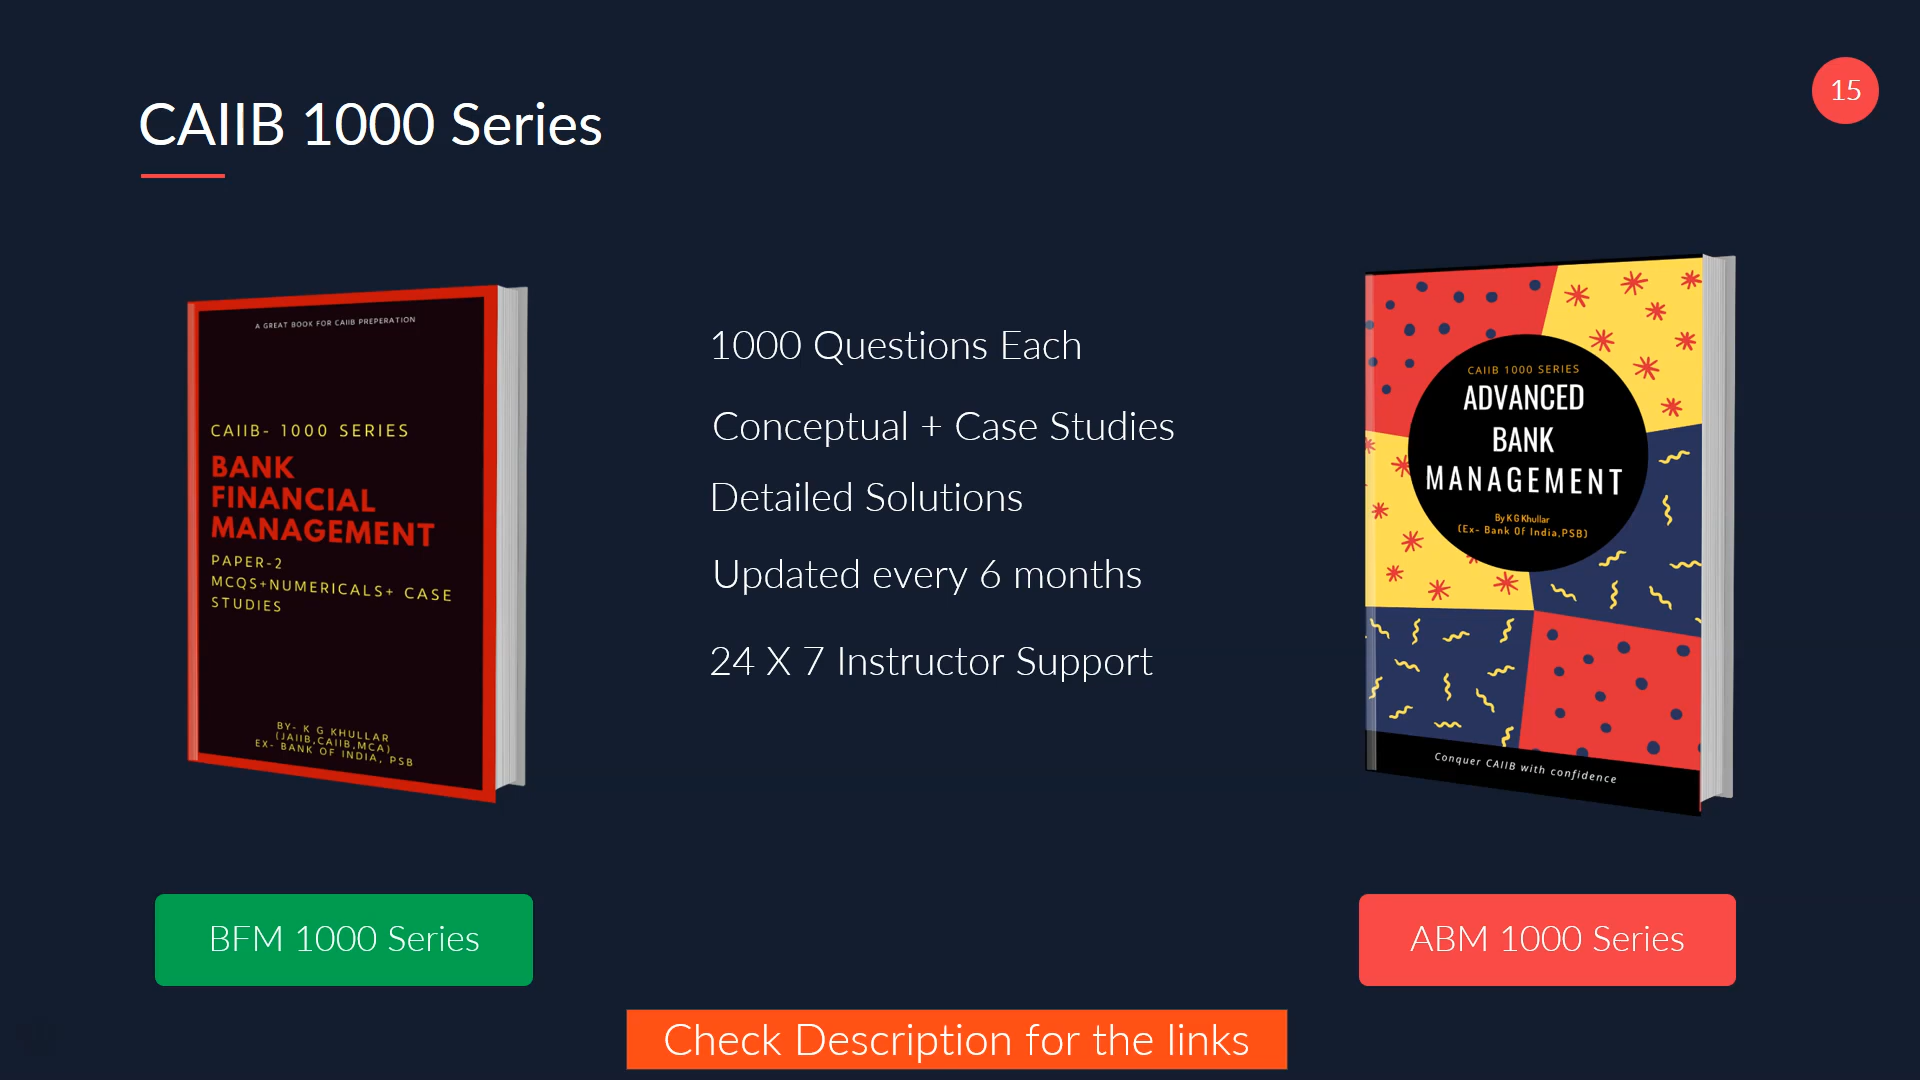 CAIIB 1000 Series
15
A GREAT BOOK FOR CAIIB PREPERATION
CAIIB- 1000 SERIES
BANK
FINANCIAL
MANAGEMENT
PAPER-2
MCQS+NUMERICALS+ CASE
STUDIES
BY- K G KHULLAR
(JAIIB,CAIIB,MCA)
EX- BANK OF INDIA, PSB
1000 Questions Each
Conceptual + Case Studies
Detailed Solutions
Updated every 6 months
24 X 7 Instructor Support
CAIIB 1000 SERIES
ADVANCED
BANK
MANAGEMENT
By K G Khullar
(Ex- Bank Of India,PSB)
Conquer CAIIB with confidence
BFM 1000 Series
ABM 1000 Series
Check Description for the links